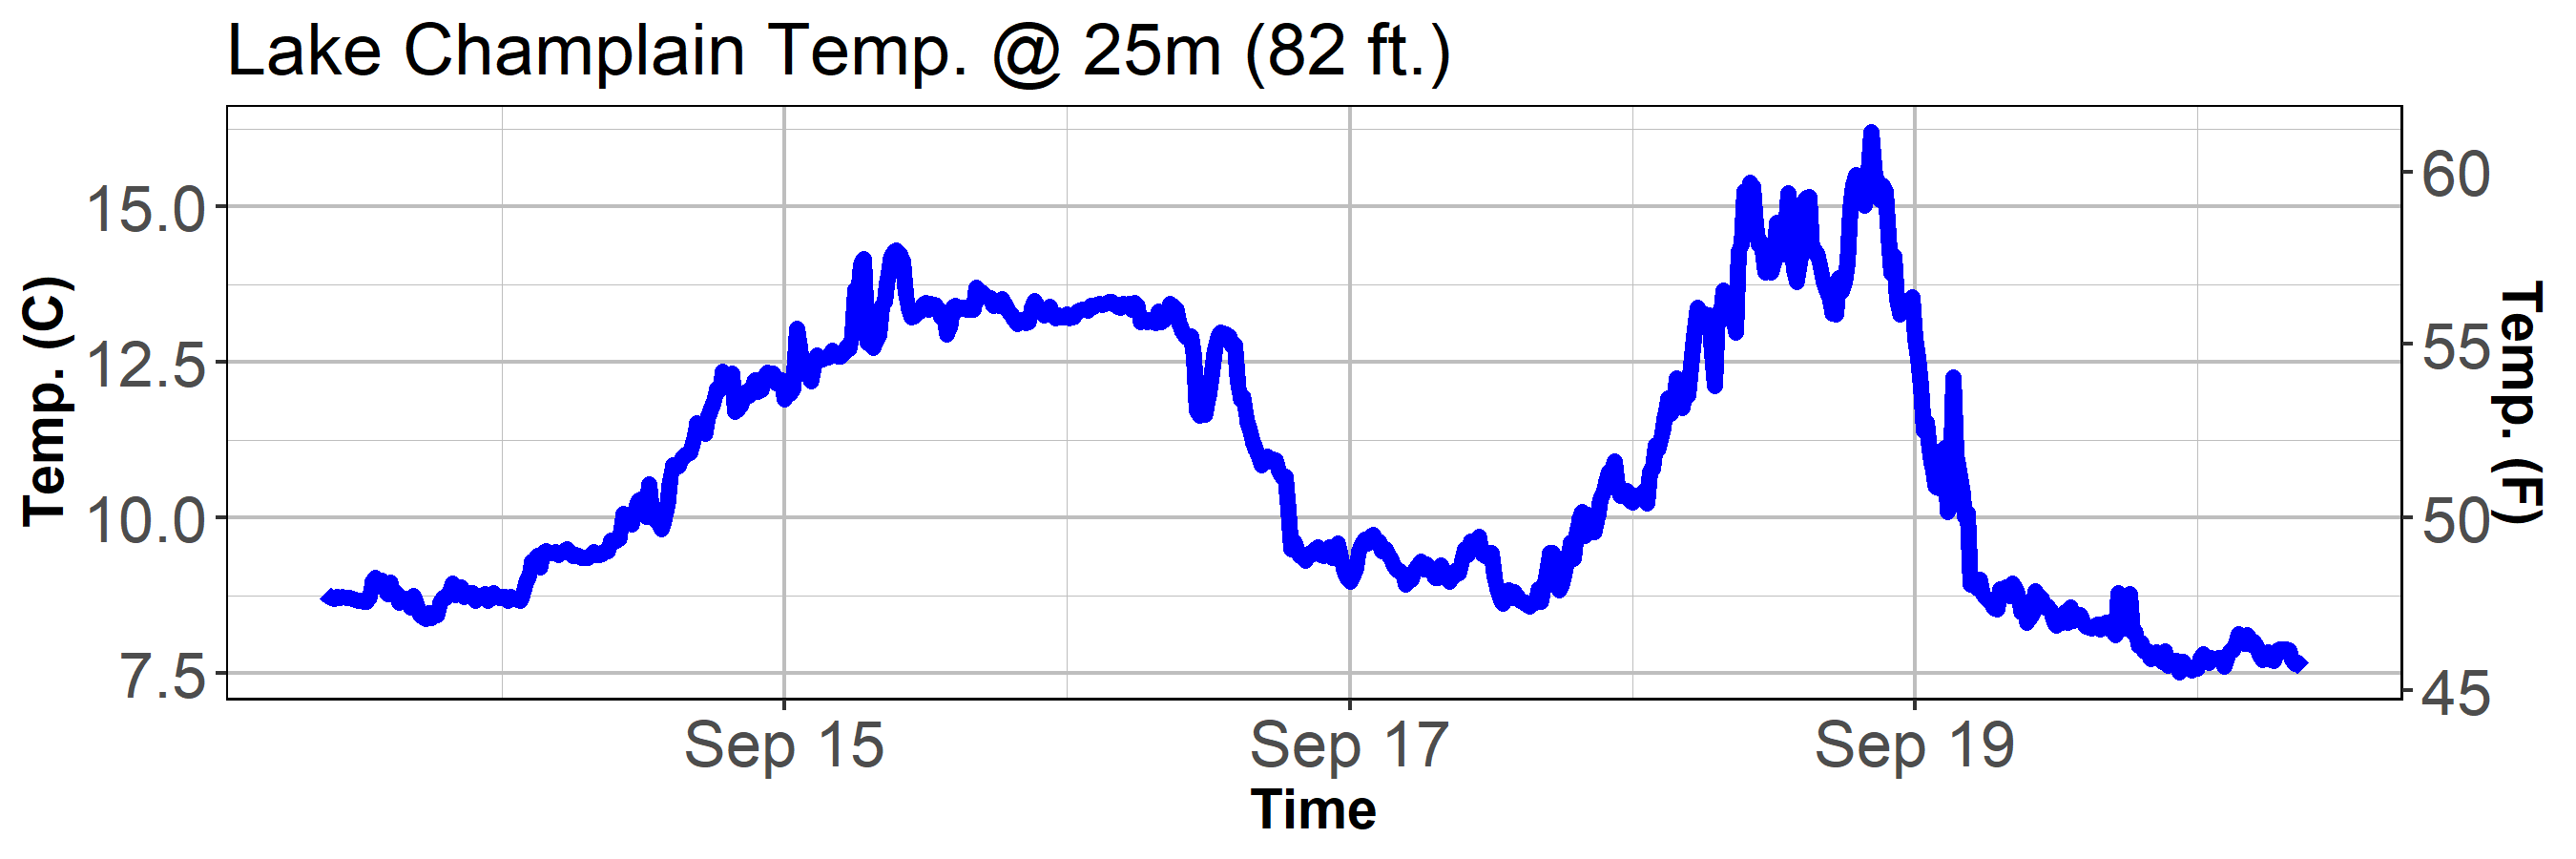 Lake Champlain Temp. @ 25m (82 ft.)
Temp. (C)
15.0
12.5
10.0
7.5
60
55
50
45
Temp. (F)
Sep 15 Sep 17 Sep 19
Time